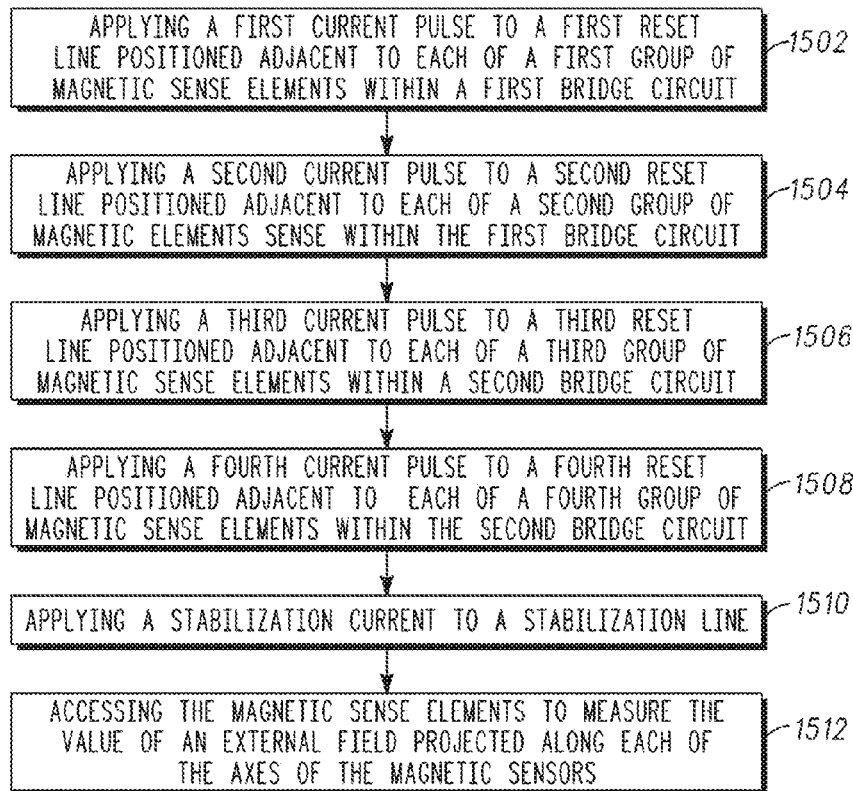 APPLYING A FIRST CURRENT PULSE TO A FIRST RESET
LINE POSITIONED ADJACENT TO EACH OF A FIRST GROUP OF
MAGNETIC SENSE ELEMENTS WITHIN A FIRST BRIDGE CIRCUIT
1502
APPLYING A SECOND CURRENT PULSE TO A SECOND RESET
LINE POSITIONED ADJACENT TO EACH OF A SECOND GROUP OF
MAGNETIC ELEMENTS SENSE WITHIN THE FIRST BRIDGE CIRCUIT
1504
APPLYING A THIRD CURRENT PULSE TO A THIRD RESET
LINE POSITIONED ADJACENT TO EACH OF A THIRD GROUP OF
MAGNETIC SENSE ELEMENTS WITHIN A SECOND BRIDGE CIRCUIT
1506
APPLYING A FOURTH CURRENT PULSE TO A FOURTH RESET
LINE POSITIONED ADJACENT TO EACH OF A FOURTH GROUP OF
MAGNETIC SENSE ELEMENTS WITHIN THE SECOND BRIDGE CIRCUIT
1508
APPLYING A STABILIZATION CURRENT TO A STABILIZATION LINE
1510
ACCESSING THE MAGNETIC SENSE ELEMENTS TO MEASURE THE
VALUE OF AN EXTERNAL FIELD PROJECTED ALONG EACH OF
THE AXES OF THE MAGNETIC SENSORS
1512